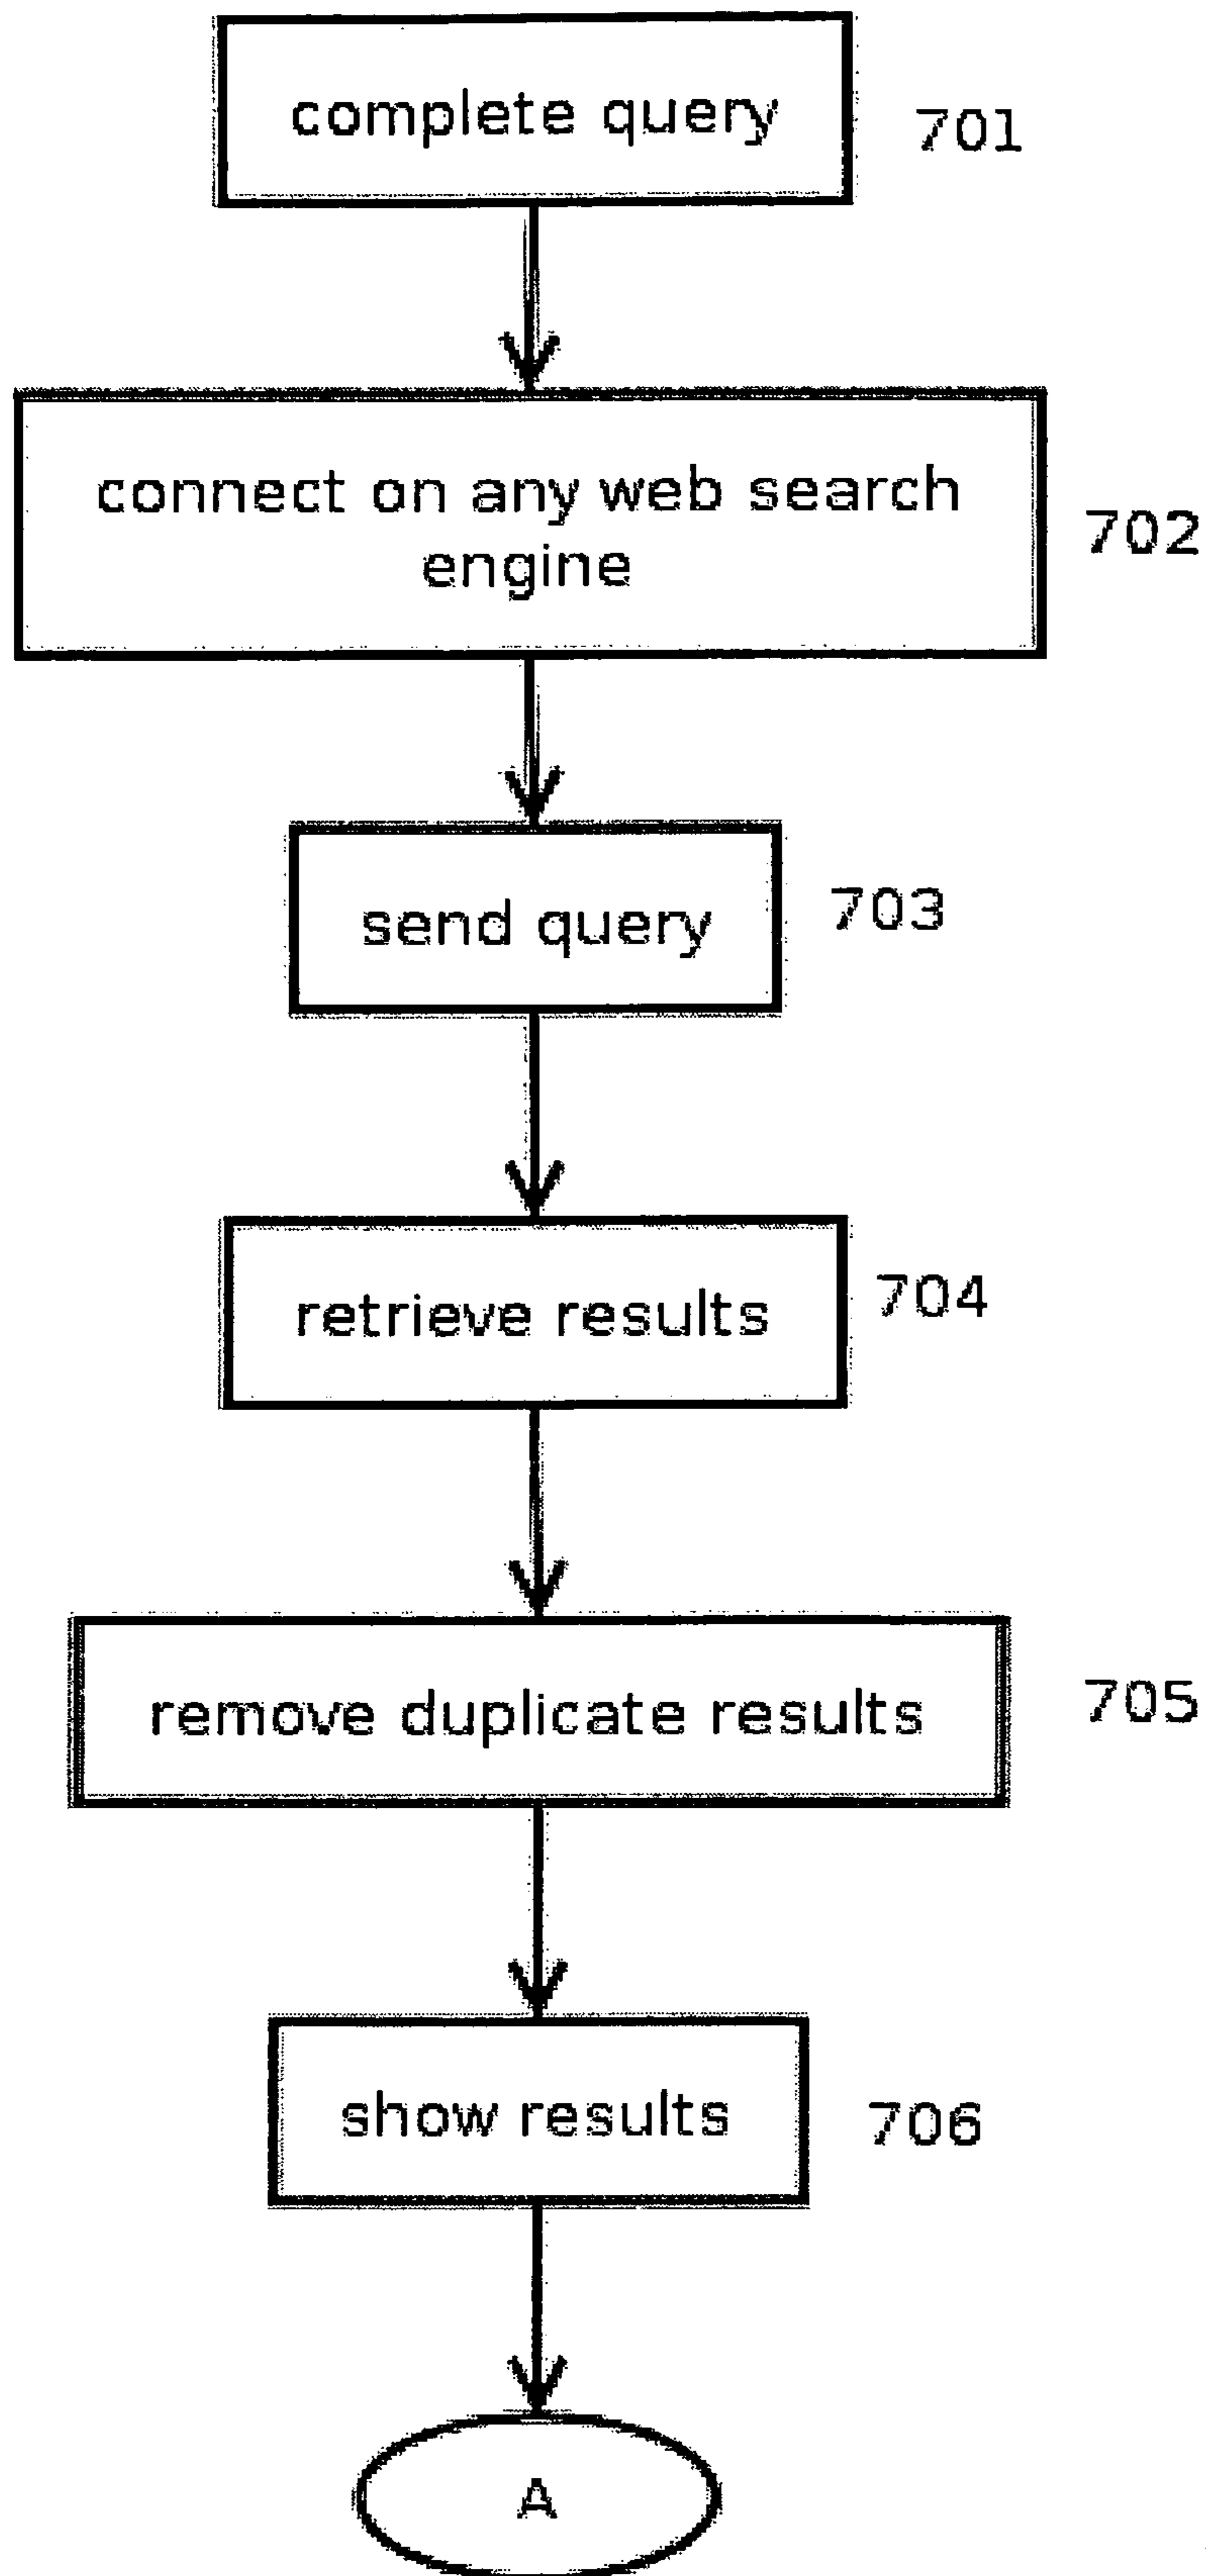 complete query
701
connect on any web search
engine
702
send query
703
retrieve results
704
remove duplicate results
705
show results
706
A